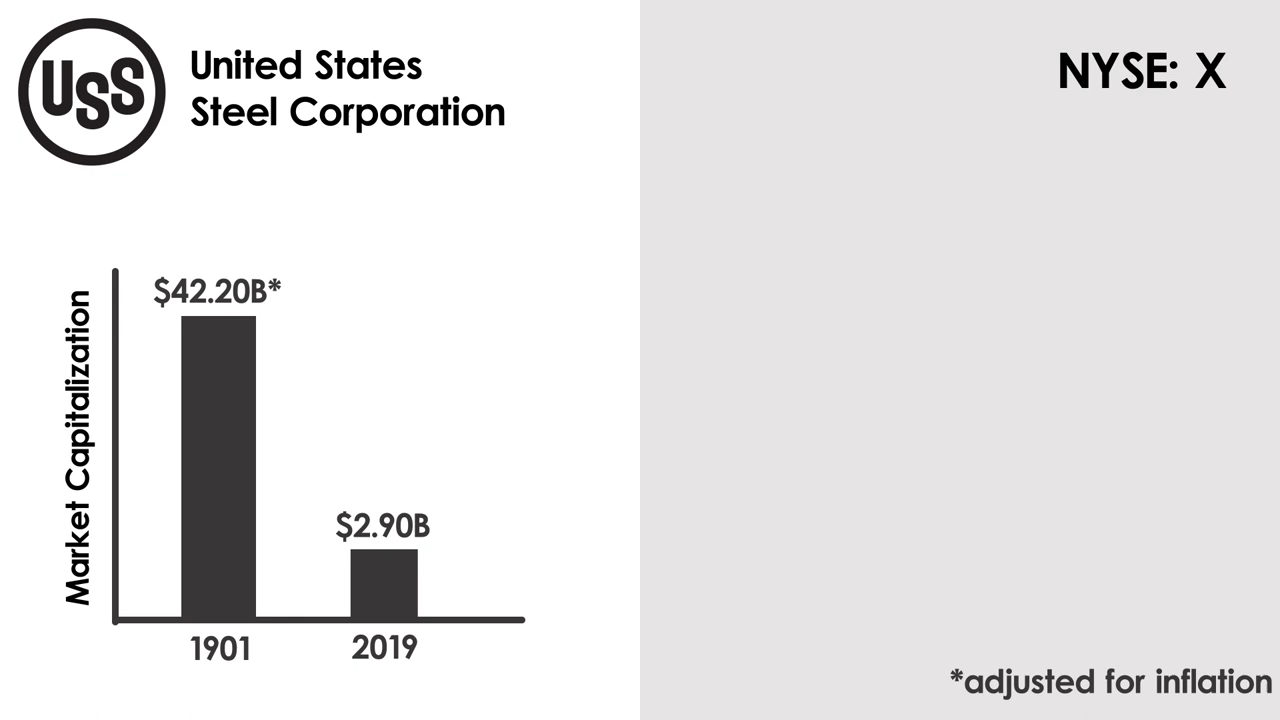 USS
United States
Steel Corporation
NYSE: X
Market Capitalization
$42.20B*
$2.90B
1901
2019
*adjusted for inflation